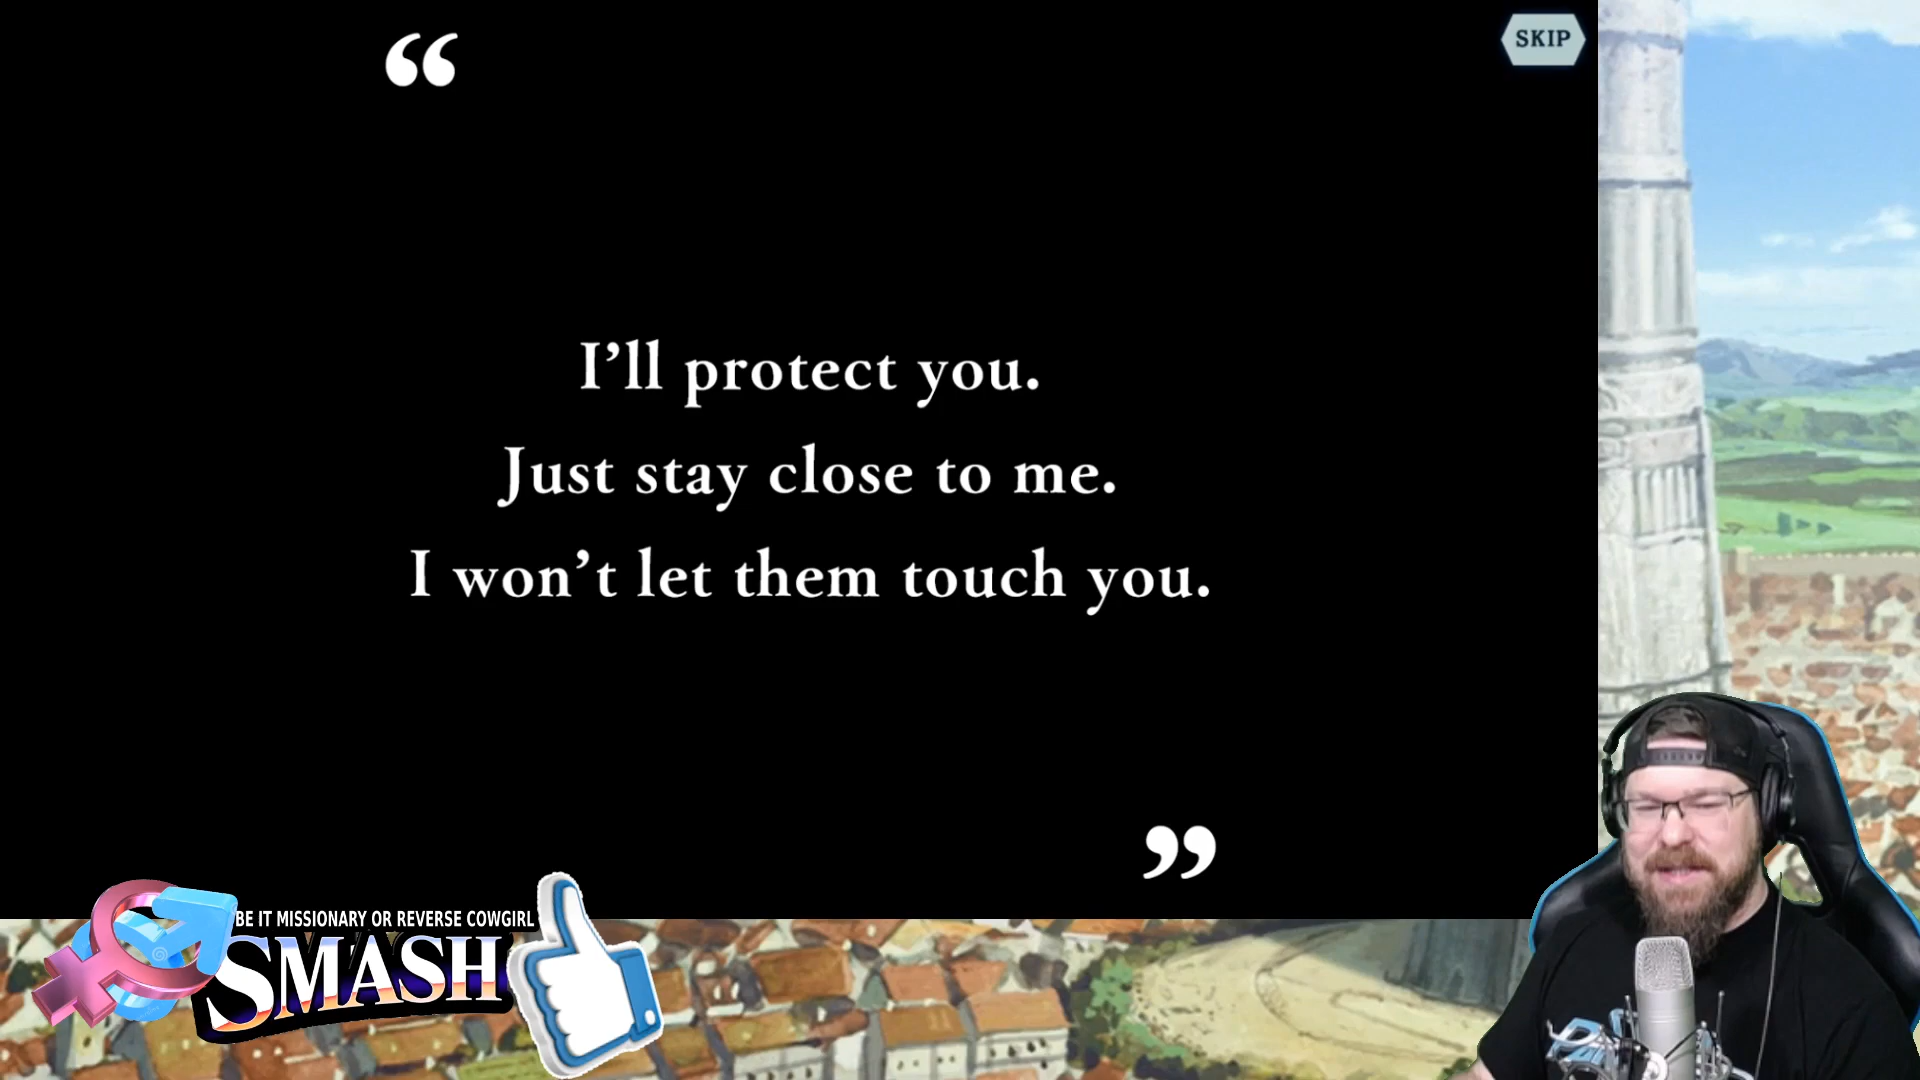 “
SKIP
I’ll protect you.
Just stay close to me.
I won’t let them touch you.
”
BE IT MISSIONARY OR REVERSE COWGIRL
SMASH